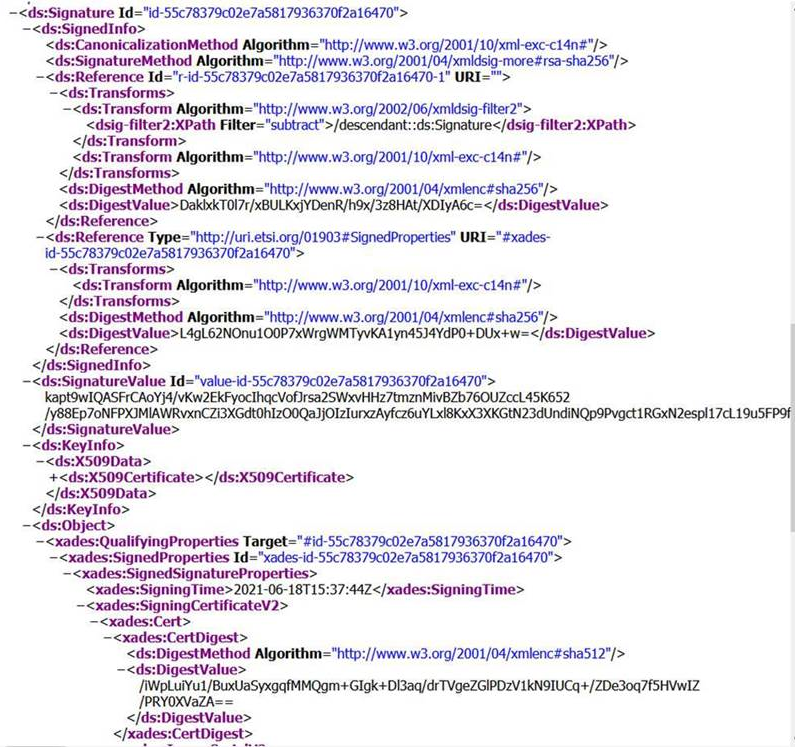 −<ds:Signature Id="id-55c78379c02e7a5817936370f2a16470">
−<ds:SignedInfo>
<ds:CanonicalizationMethod Algorithm="http://www.w3.org/2001/10/xml-exc-c14n#"/>
<ds:SignatureMethod Algorithm="http://www.w3.org/2001/04/xmldsig-more#rsa-sha256"/>
−<ds:Reference Id="r-id-55c78379c02e7a5817936370f2a16470-1" URI="">
−<ds:Transforms>
−<ds:Transform Algorithm="http://www.w3.org/2002/06/xmldsig-filter2">
<dsig-filter2:XPath Filter="subtract">/descendant::ds:Signature</dsig-filter2:XPath>
</ds:Transform>
<ds:Transform Algorithm="http://www.w3.org/2001/10/xml-exc-c14n#"/>
</ds:Transforms>
<ds:DigestMethod Algorithm="http://www.w3.org/2001/04/xmlenc#sha256"/>
<ds:DigestValue>DaklxkT0l7r/xBULKxjYDenR/h9x/3z8HAt/XDIyA6c=</ds:DigestValue>
</ds:Reference>
−<ds:Reference Type="http://uri.etsi.org/01903#SignedProperties" URI="#xades-
id-55c78379c02e7a5817936370f2a16470">
−<ds:Transforms>
<ds:Transform Algorithm="http://www.w3.org/2001/10/xml-exc-c14n#"/>
</ds:Transforms>
<ds:DigestMethod Algorithm="http://www.w3.org/2001/04/xmlenc#sha256"/>
<ds:DigestValue>L4gL62NOnu1O0P7xWrgWMTyvKA1yn45J4YdP0+DUx+w=</ds:DigestValue>
</ds:Reference>
</ds:SignedInfo>
−<ds:SignatureValue Id="value-id-55c78379c02e7a5817936370f2a16470">
kapt9wIQASFrCAoYj4/vKw2EkFyocIhqcVofJrsa2SWxvHHz7tmznMivBZb76OUZccL45K652
/y88Ep7oNFPXJMlAWRvxnCZi3XGdt0hIzO0QaJjOIzIurxzAyfcz6uYLxl8KxX3XKGtN23dUndiNQp9Pvgct1RGxN2espl17cL19u5FP9f
</ds:SignatureValue>
−<ds:KeyInfo>
−<ds:X509Data>
+<ds:X509Certificate></ds:X509Certificate>
</ds:X509Data>
</ds:KeyInfo>
−<ds:Object>
−<xades:QualifyingProperties Target="#id-55c78379c02e7a5817936370f2a16470">
−<xades:SignedProperties Id="xades-id-55c78379c02e7a5817936370f2a16470">
−<xades:SignedSignatureProperties>
<xades:SigningTime>2021-06-18T15:37:44Z</xades:SigningTime>
−<xades:SigningCertificateV2>
−<xades:Cert>
−<xades:CertDigest>
<ds:DigestMethod Algorithm="http://www.w3.org/2001/04/xmlenc#sha512"/>
−<ds:DigestValue>
/iWpLuiYu1/BuxUaSyxgqfMMQgm+GIgk+Dl3aq/drTVgeZGlPDzV1kN9IUCq+/ZDe3oq7f5HVwIZ
/PRY0XVaZA==
</ds:DigestValue>
</xades:CertDigest>